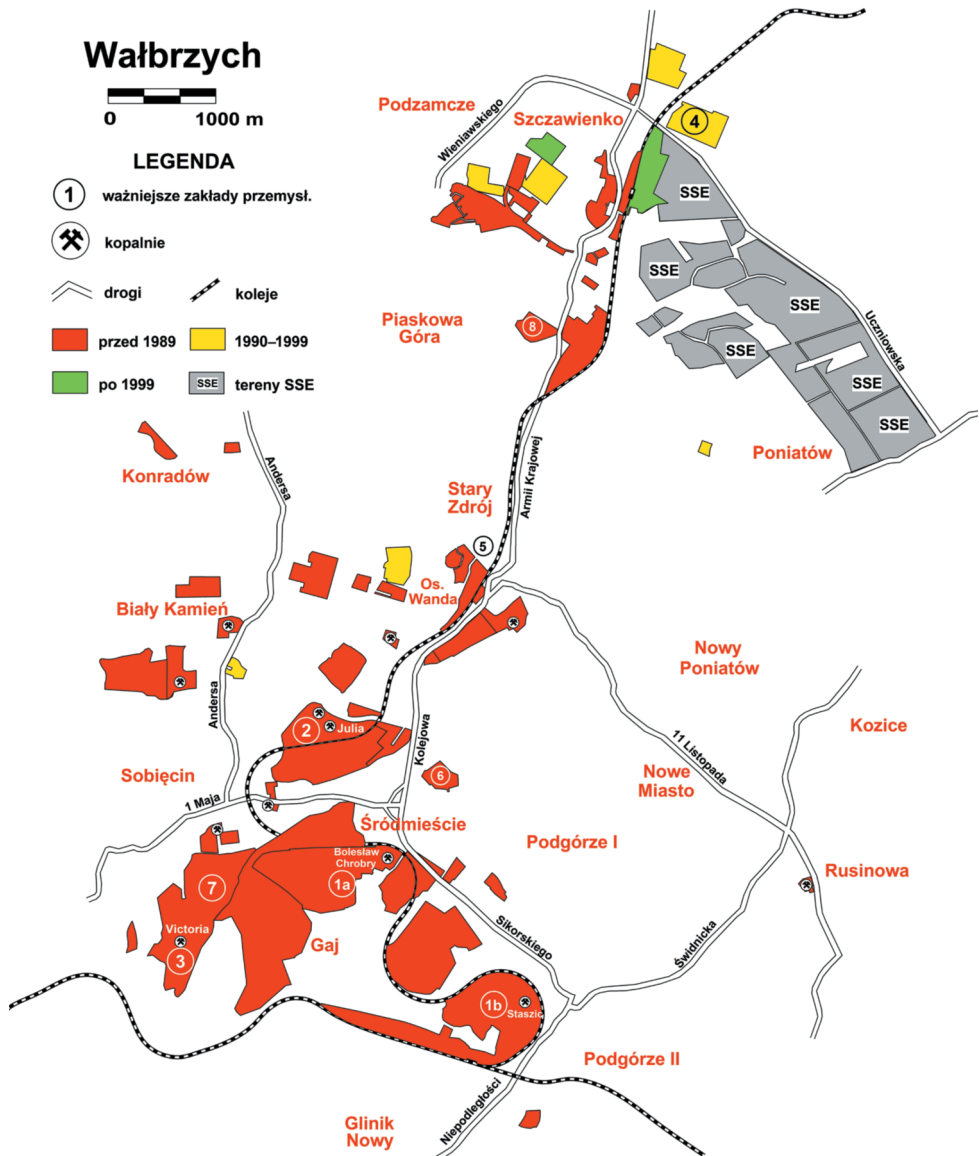 Wałbrzych
0 1000 m
LEGENDA
1 ważniejsze zakłady przemysł.
kopalnie
drogi koleje
przed 1989 1990–1999
po 1999 SSE tereny SSE
Podzamcze
Wieniawskiego
Szczawienko
4
SSE
SSE
SSE
SSE
SSE
SSE
Uczniowska
Piaskowa
Góra
8
Armii Krajowej
Poniatów
Konradów
Andersa
Stary
Zdrój
5
Os.
Wanda
Biały Kamień
Andersa
Nowy
Poniatów
Kozice
2
Julia
Kolejowa
11 Listopada
Sobięcin
1 Maja
6
Nowe
Miasto
Śródmieście
Podgórze I
Rusinowa
Bolesław
Chrobry
1a
7
Victoria
3
Gaj
Sikorskiego
Świdnicka
1b
Staszic
Podgórze II
Niepodległości
Glinik
Nowy